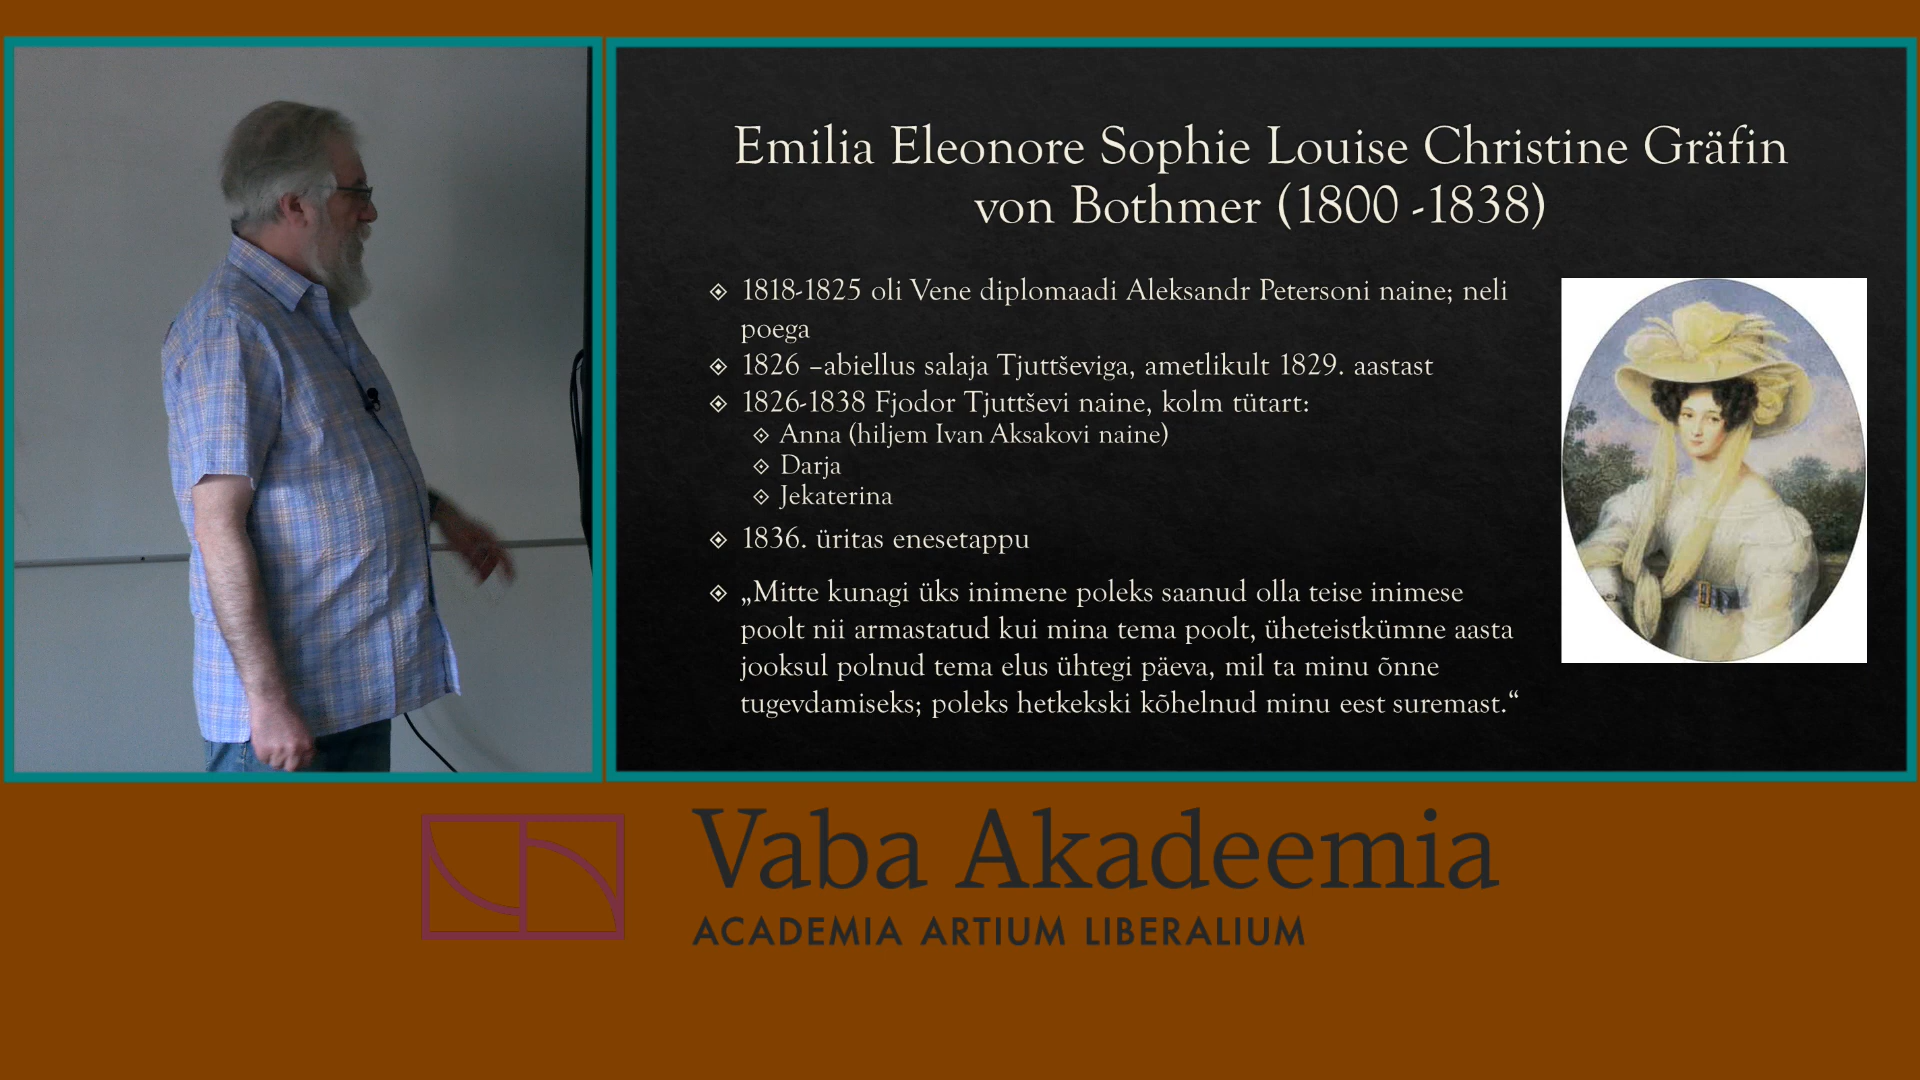 Emilia Eleonore Sophie Louise Christine Gräfin
von Bothmer (1800 -1838)
1818-1825 oli Vene diplomaadi Aleksandr Petersoni naine; neli
poega
1826 –abiellus salaja Tjuttševiga, ametlikult 1829. aastast
1826-1838 Fjodor Tjuttševi naine, kolm tütart:
Anna (hiljem Ivan Aksakovi naine)
Darja
Jekaterina
1836. üritas enesetappu
„Mitte kunagi üks inimene poleks saanud olla teise inimese
poolt nii armastatud kui mina tema poolt, üheteistkümne aasta
jooksul polnud tema elus ühtegi päeva, mil ta minu õnne
tugevdamiseks; poleks hetkekski kõhelnud minu eest suremast.“
Vaba Akadeemia
ACADEMIA ARTIUM LIBERALIUM